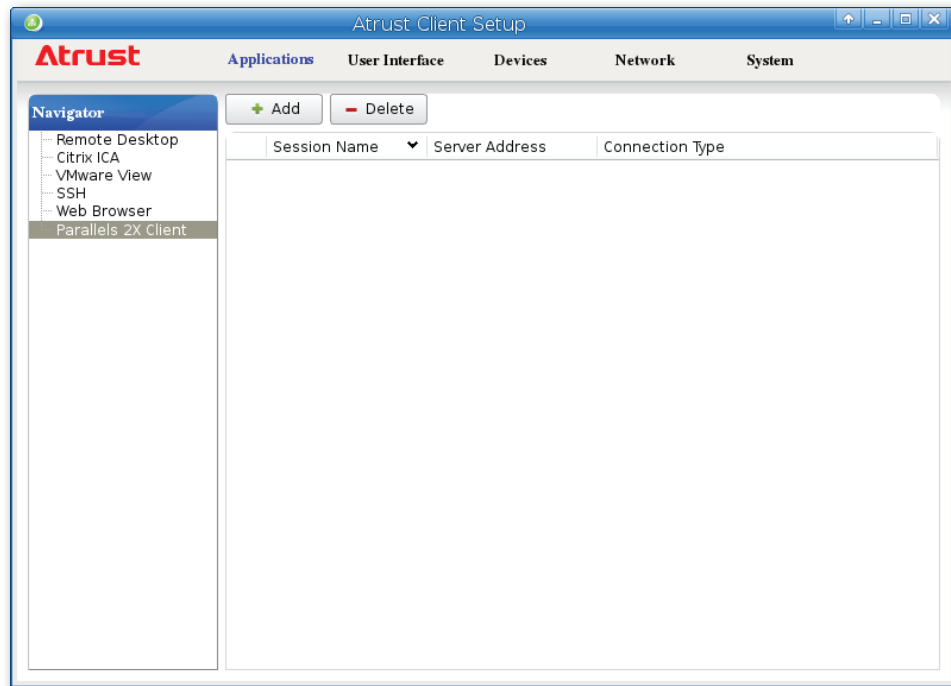 Atrust Client Setup
Atrust
Applications User Interface Devices Network System
Navigator
Remote Desktop
Citrix ICA
VMware View
SSH
Web Browser
Parallels 2X Client
Add Delete
Session Name Server Address Connection Type